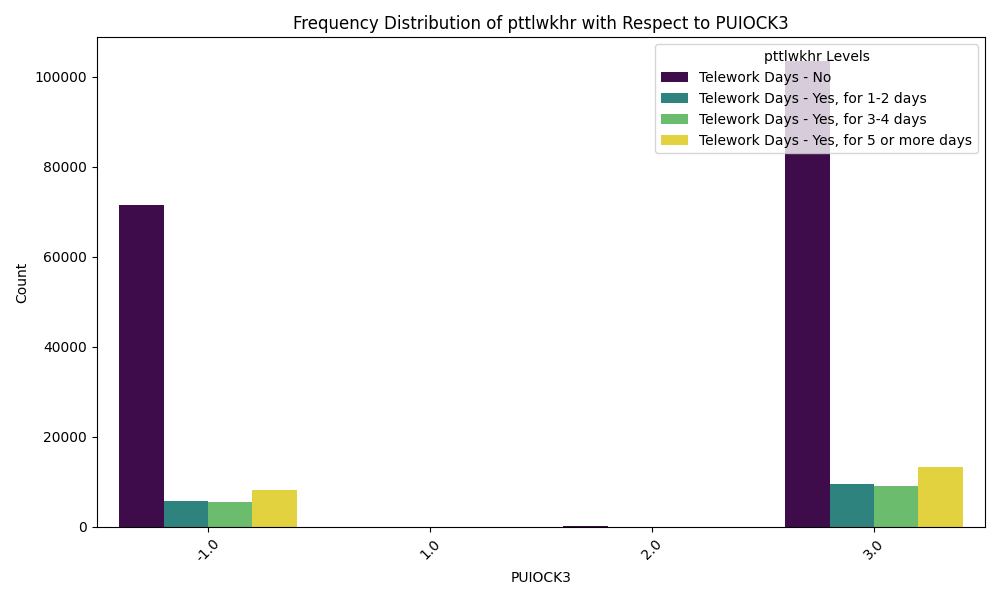 Frequency Distribution of pttlwkhr with Respect to PUIOCK3
pttlwkhr Levels
Telework Days - No
Telework Days - Yes, for 1-2 days
Telework Days - Yes, for 3-4 days
Telework Days - Yes, for 5 or more days
Count
100000
80000
60000
40000
20000
0
-1.0
1.0
2.0
3.0
PUIOCK3